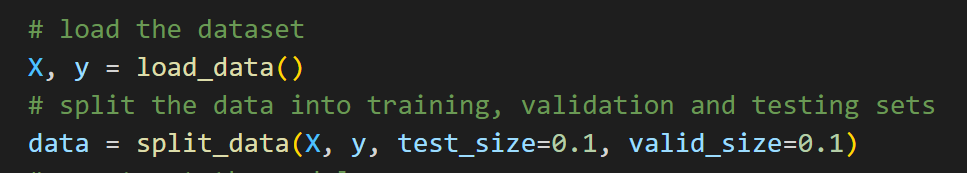 # load the dataset
X, y = load_data()
# split the data into training, validation and testing sets
data = split_data(X, y, test_size=0.1, valid_size=0.1)